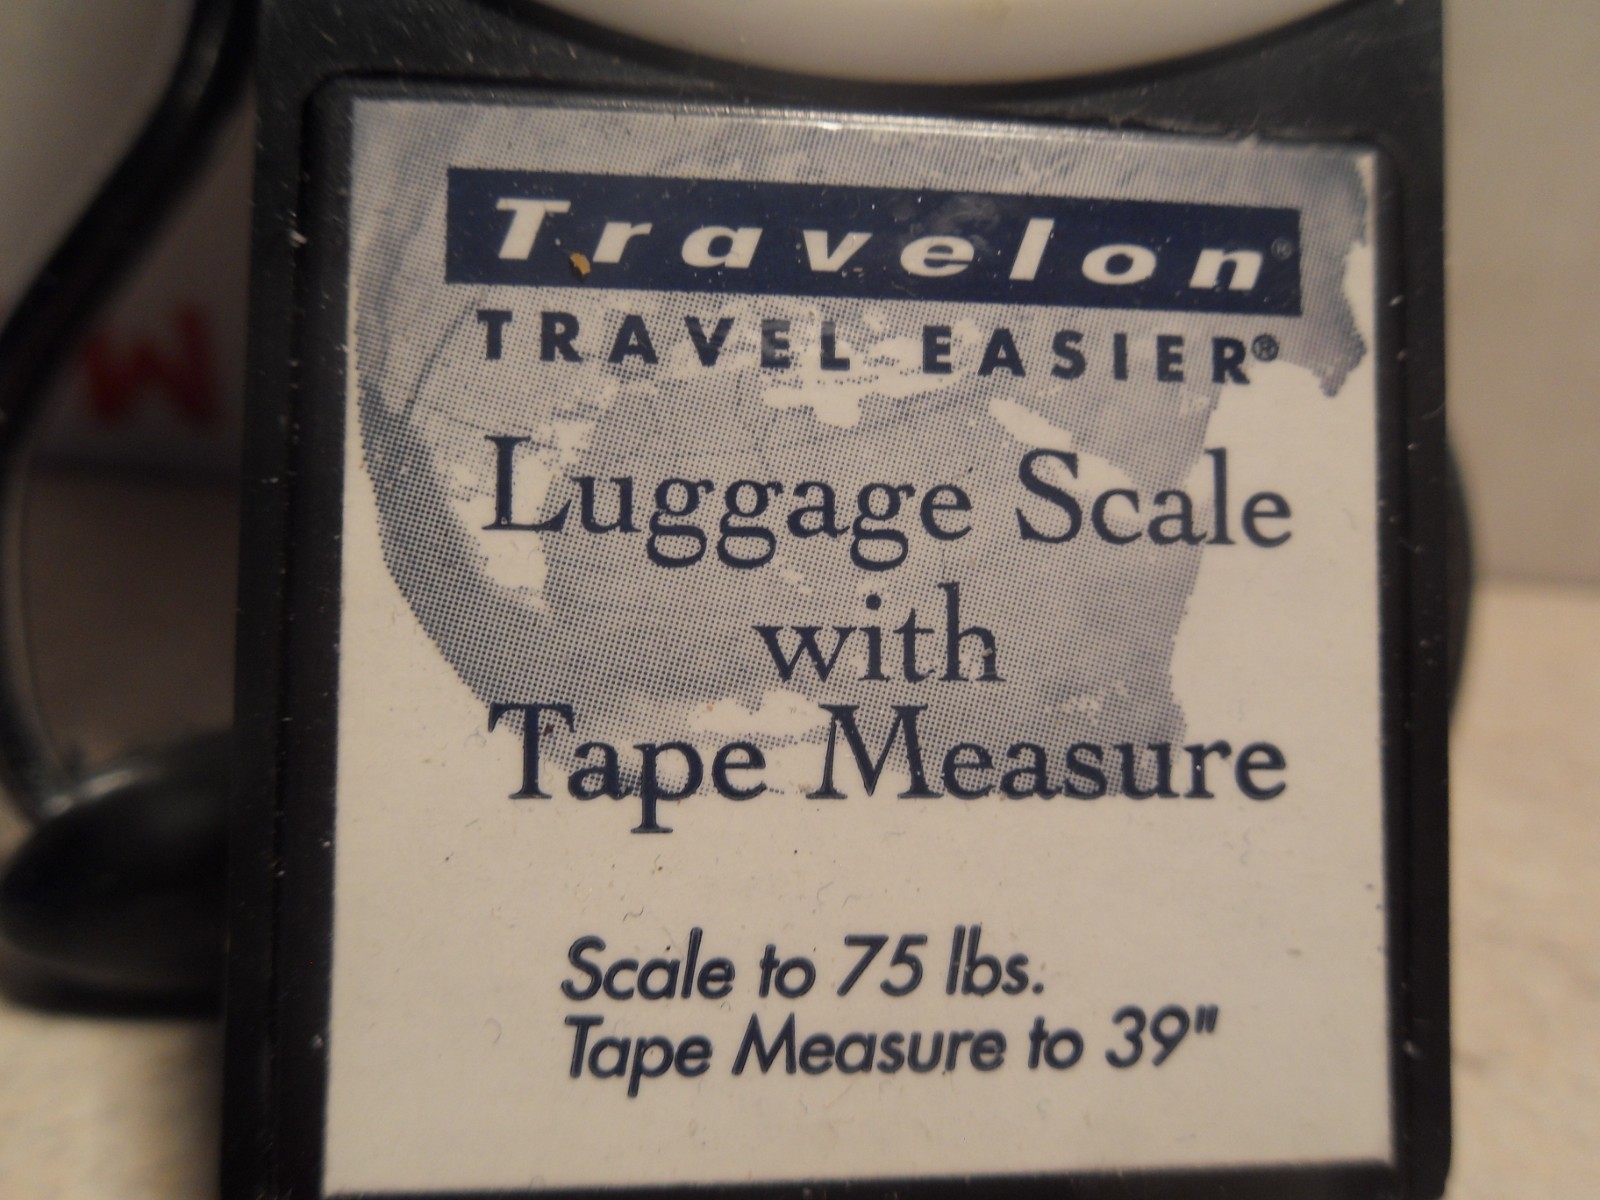 Travelon®
TRAVEL EASIER®
Luggage Scale
with
Tape Measure
Scale to 75 lbs.
Tape Measure to 39"